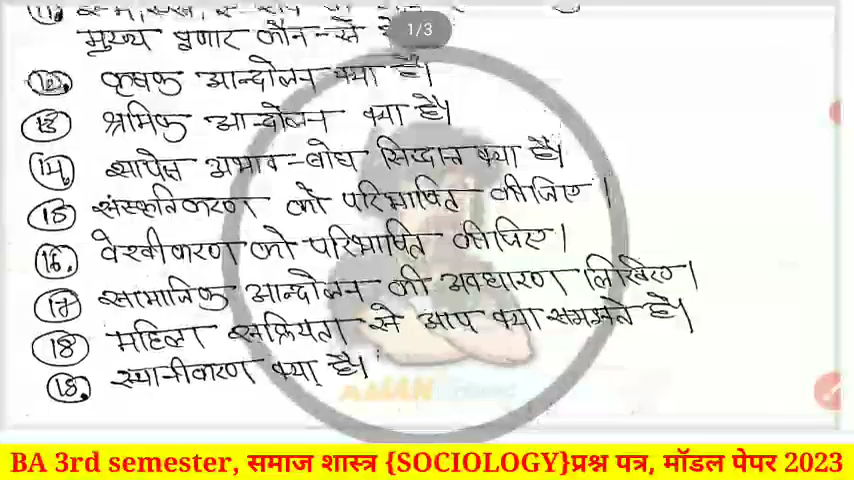 मुख्य प्रकार कौन-से
1/3
12. कृषक आन्दोलन क्या है।
13 श्रमिक आन्दोलन क्या है।
14. सापेक्ष अभाव-बोध सिद्धान्त क्या है।
15 संस्कृतिकरण को परिभाषित कीजिए।
16. वैश्वीकरण को परिभाषित कीजिए।
17 सामाजिक आन्दोलन की अवधारणा लिखिए।
18 महिला सक्रियता से आप क्या समझते है।
18. स्थानीकरण क्या है।
BA 3rd semester, समाज शास्त्र {SOCIOLOGY}प्रश्न पत्र, मॉडल पेपर 2023